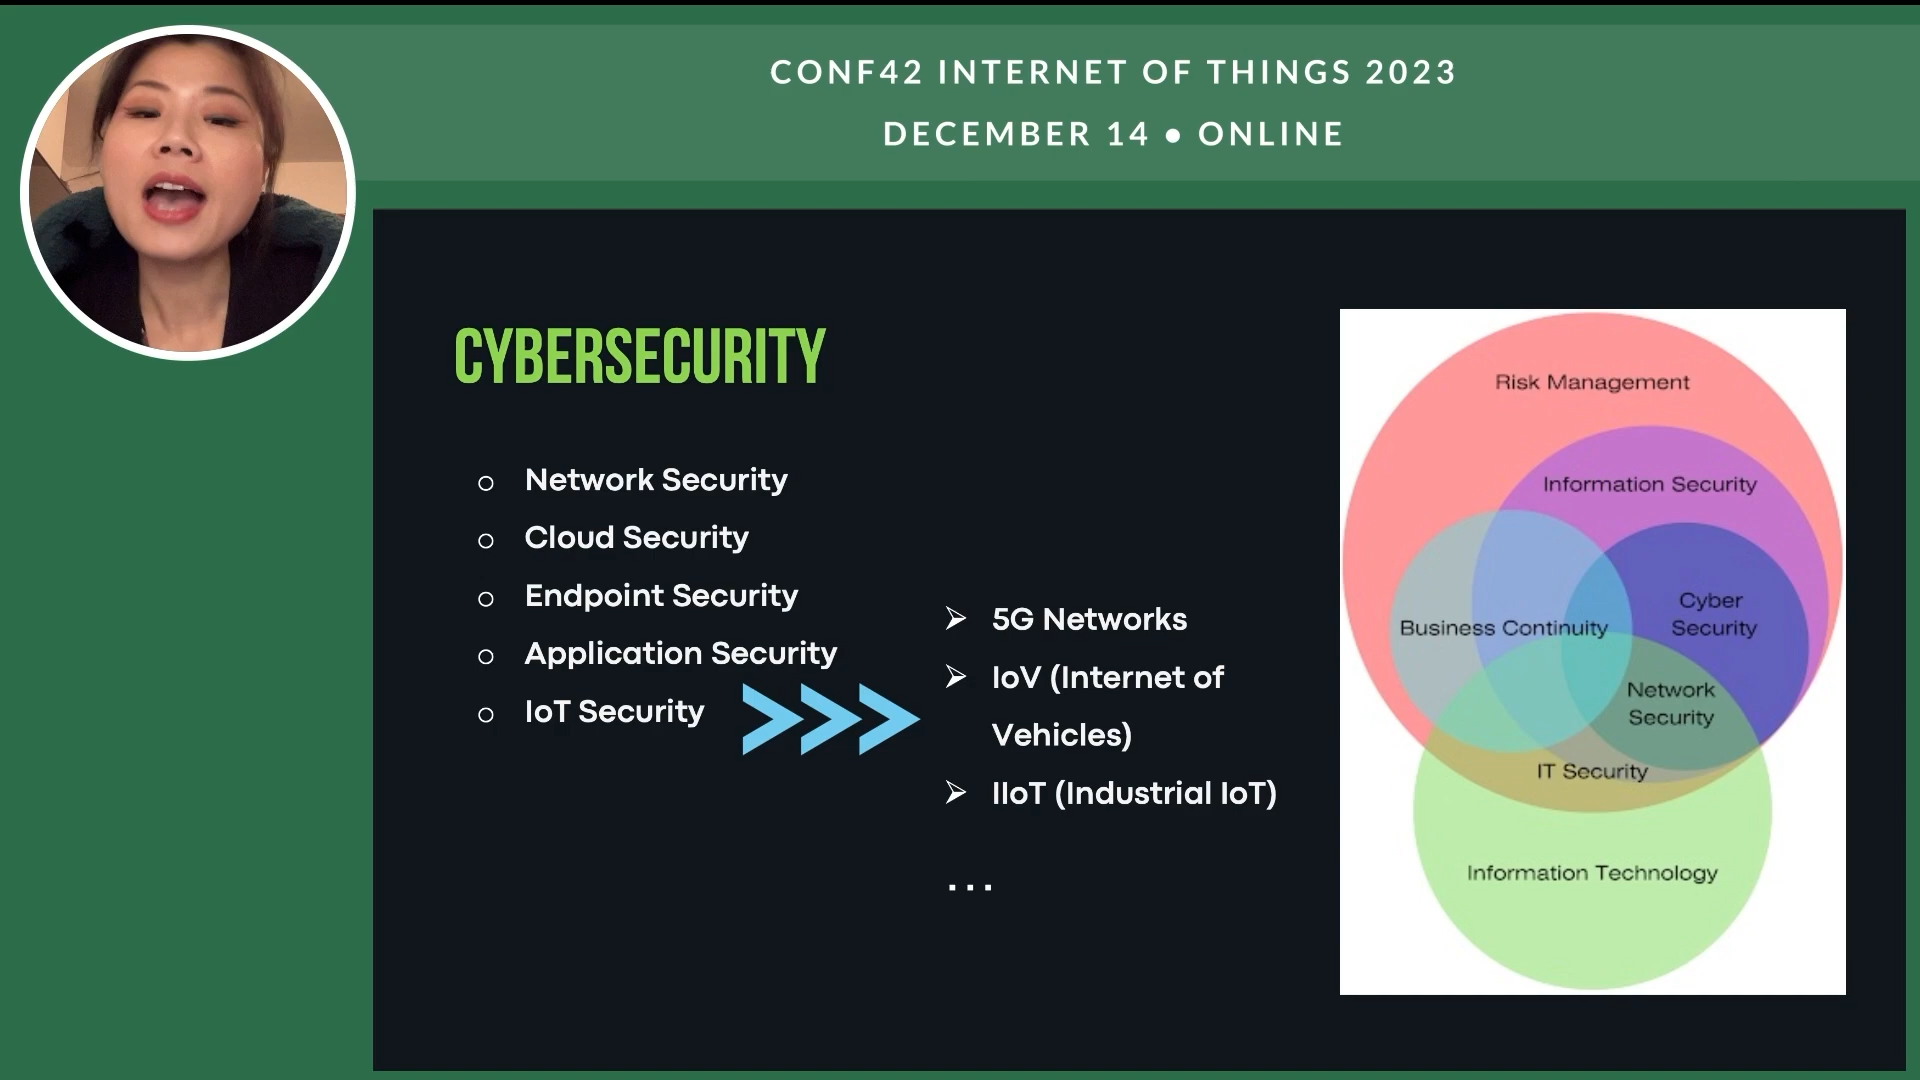 CONF42 INTERNET OF THINGS 2023
DECEMBER 14 • ONLINE
CYBERSECURITY
Network Security
Cloud Security
Endpoint Security
Application Security
IoT Security
5G Networks
IoV (Internet of
Vehicles)
IIoT (Industrial IoT)
...
Risk Management
Information Security
Cyber
Security
Business Continuity
Network
Security
IT Security
Information Technology